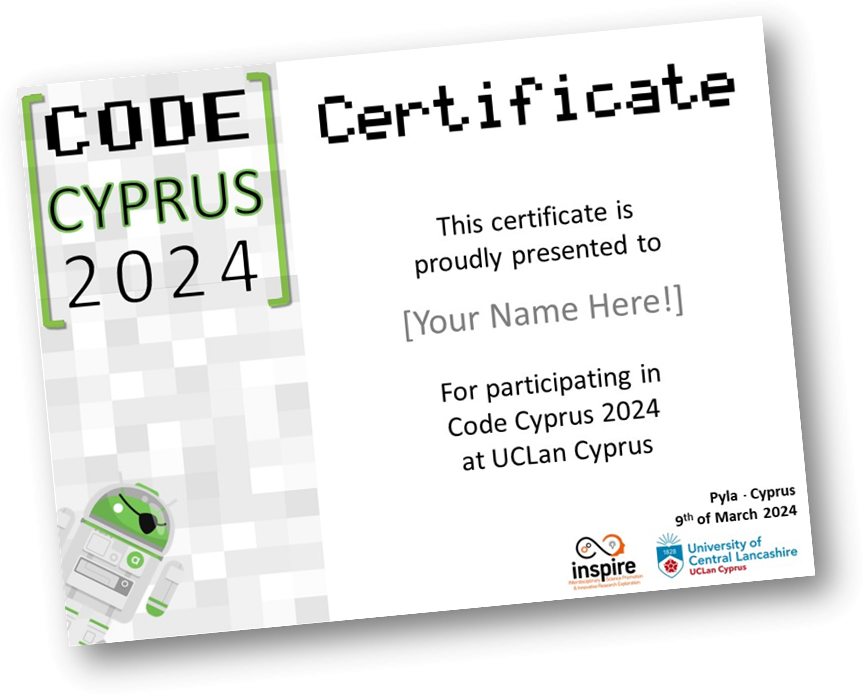 CODE
CYPRUS
2024
Certificate
This certificate is
proudly presented to
[Your Name Here!]
For participating in
Code Cyprus 2024
at UCLan Cyprus
Pyla - Cyprus
9th of March 2024
inspire
Interdisciplinary Science Promotion
& Innovative Research Exploration
1828
University of
Central Lancashire
UCLan Cyprus
a